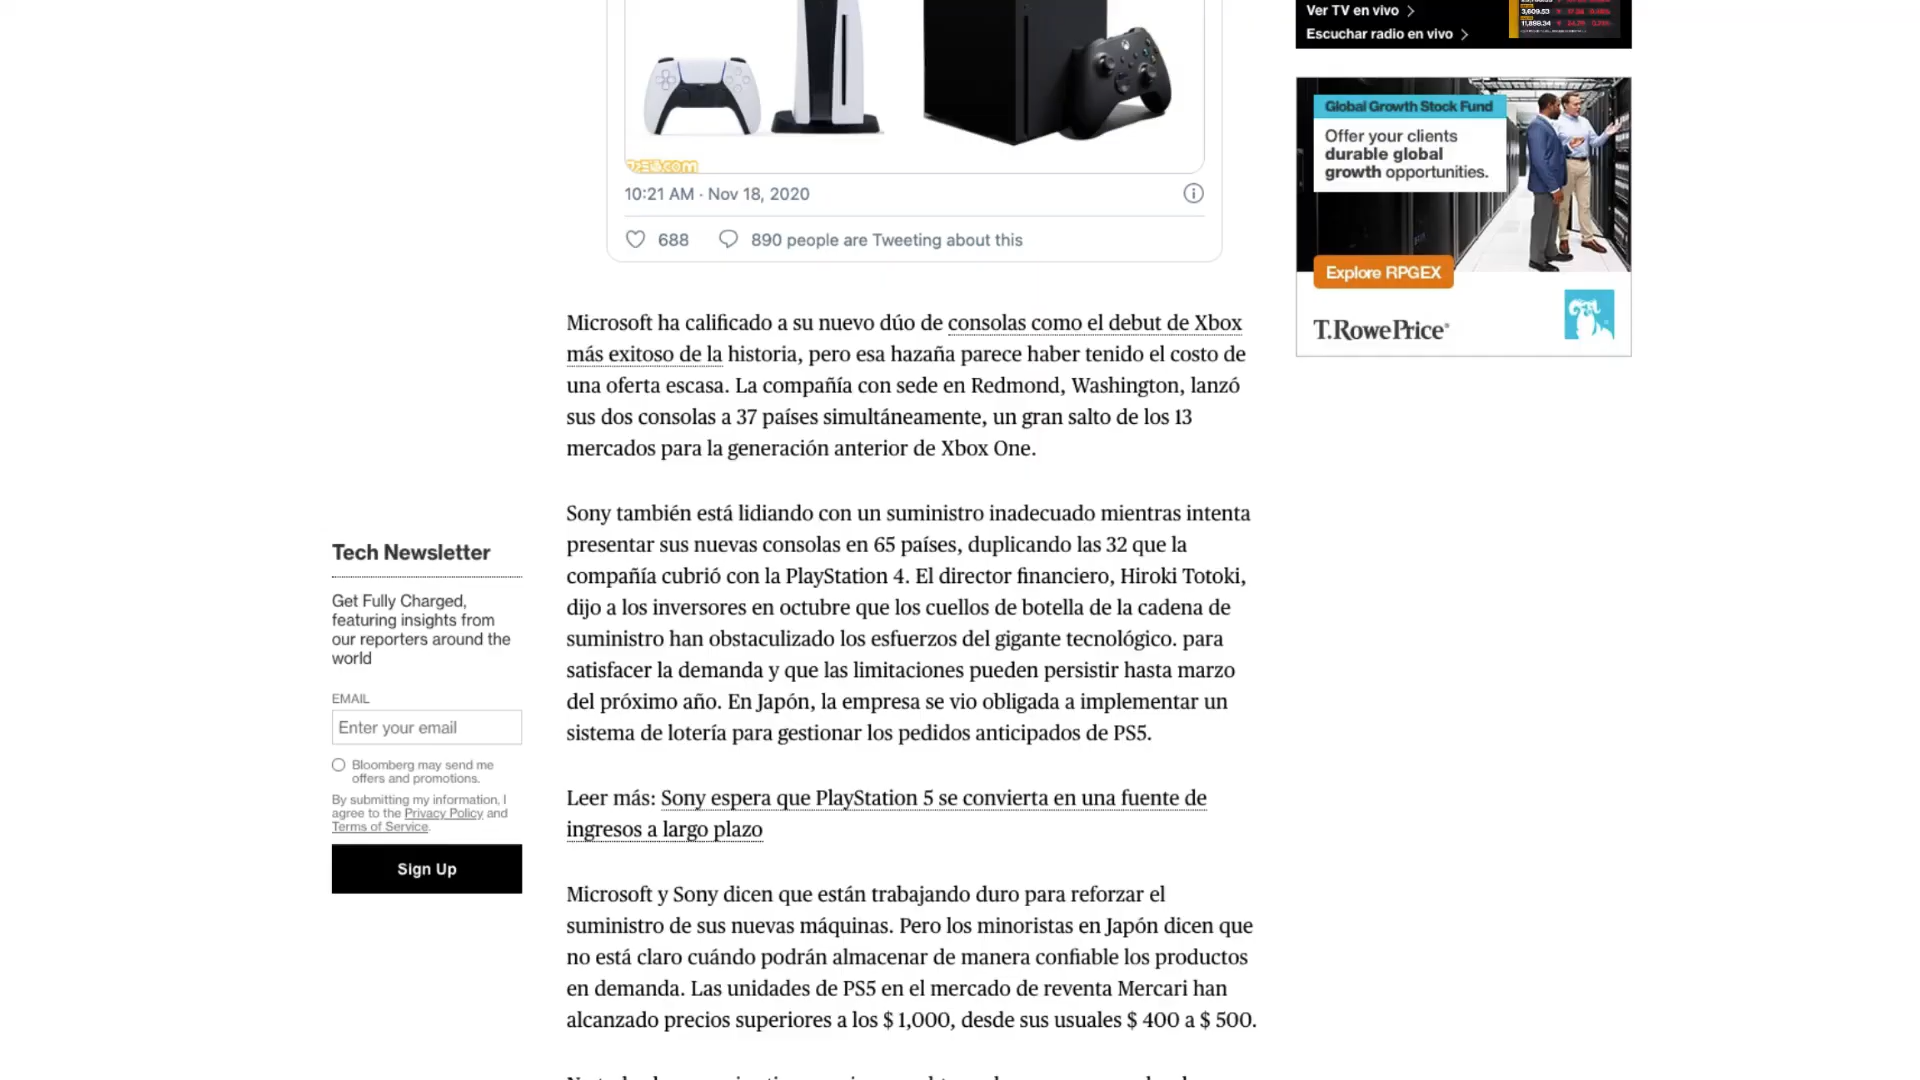 ファミ通.com
10:21 AM · Nov 18, 2020
688
890 people are Tweeting about this
Microsoft ha calificado a su nuevo dúo de consolas como el debut de Xbox
más exitoso de la historia, pero esa hazaña parece haber tenido el costo de
una oferta escasa. La compañía con sede en Redmond, Washington, lanzó
sus dos consolas a 37 países simultáneamente, un gran salto de los 13
mercados para la generación anterior de Xbox One.
Sony también está lidiando con un suministro inadecuado mientras intenta
presentar sus nuevas consolas en 65 países, duplicando las 32 que la
compañía cubrió con la PlayStation 4. El director financiero, Hiroki Totoki,
dijo a los inversores en octubre que los cuellos de botella de la cadena de
suministro han obstaculizado los esfuerzos del gigante tecnológico. para
satisfacer la demanda y que las limitaciones pueden persistir hasta marzo
del próximo año. En Japón, la empresa se vio obligada a implementar un
sistema de lotería para gestionar los pedidos anticipados de PS5.
Leer más: Sony espera que PlayStation 5 se convierta en una fuente de
ingresos a largo plazo
Microsoft y Sony dicen que están trabajando duro para reforzar el
suministro de sus nuevas máquinas. Pero los minoristas en Japón dicen que
no está claro cuándo podrán almacenar de manera confiable los productos
en demanda. Las unidades de PS5 en el mercado de reventa Mercari han
alcanzado precios superiores a los $ 1,000, desde sus usuales $ 400 a $ 500.
Tech Newsletter
Get Fully Charged,
featuring insights from
our reporters around the
world
EMAIL
Enter your email
Bloomberg may send me
offers and promotions.
By submitting my information, I
agree to the Privacy Policy and
Terms of Service.
Sign Up
Ver TV en vivo
Escuchar radio en vivo
3,609.53
11,898.34
Global Growth Stock Fund
Offer your clients
durable global
growth opportunities.
Explore RPGEX
T.RowePrice